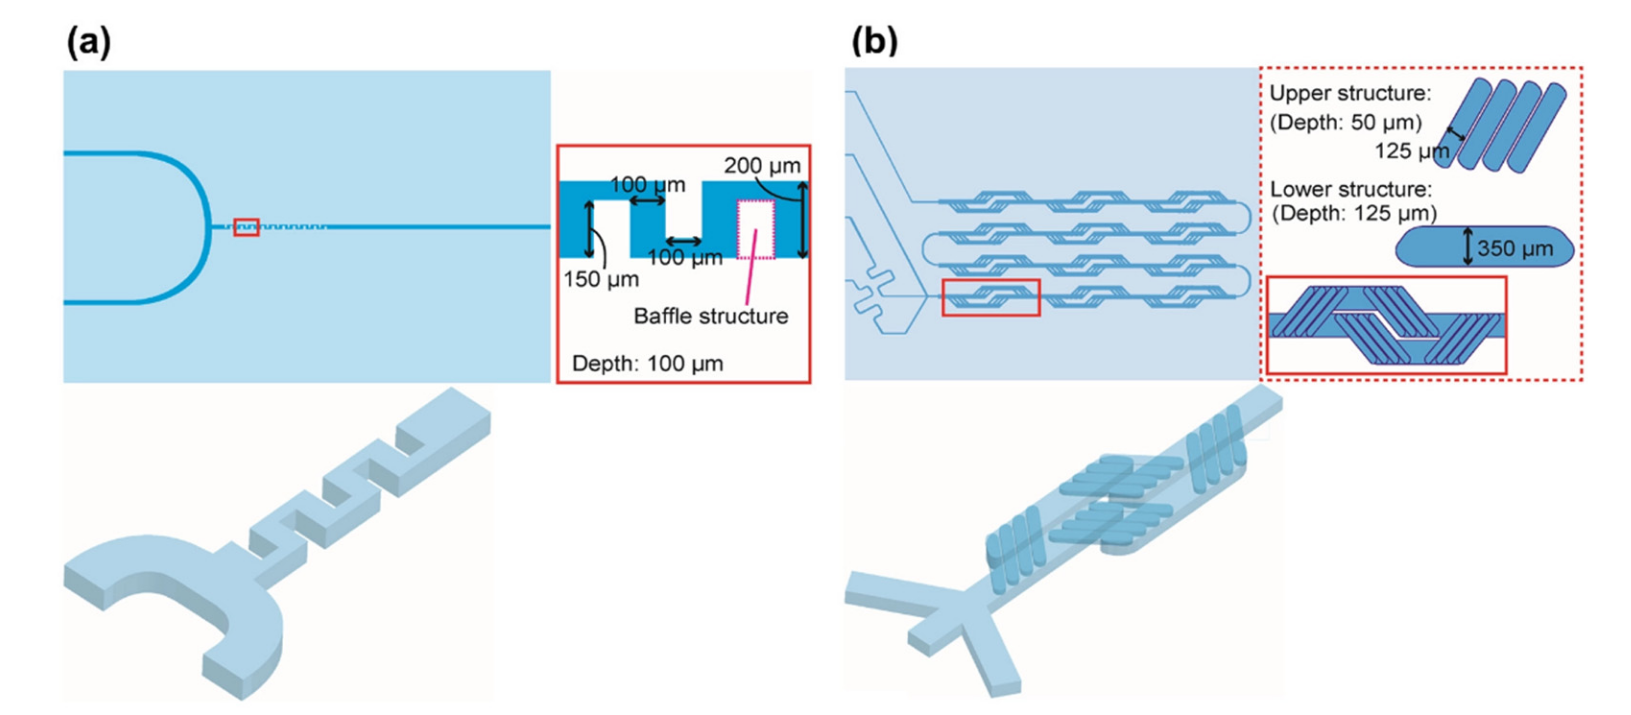 (a)
200 μm
100 μm
100 μm
150 μm
Baffle structure
Depth: 100 μm
(b)
Upper structure:
(Depth: 50 μm)
125 μm
Lower structure:
(Depth: 125 μm)
350 μm